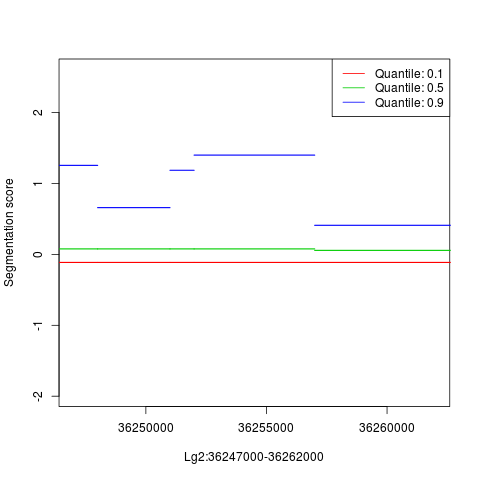 Quantile: 0.1
Quantile: 0.5
Quantile: 0.9
2
1
0
-1
-2
Segmentation score
36250000 36255000 36260000
Lg2:36247000-36262000